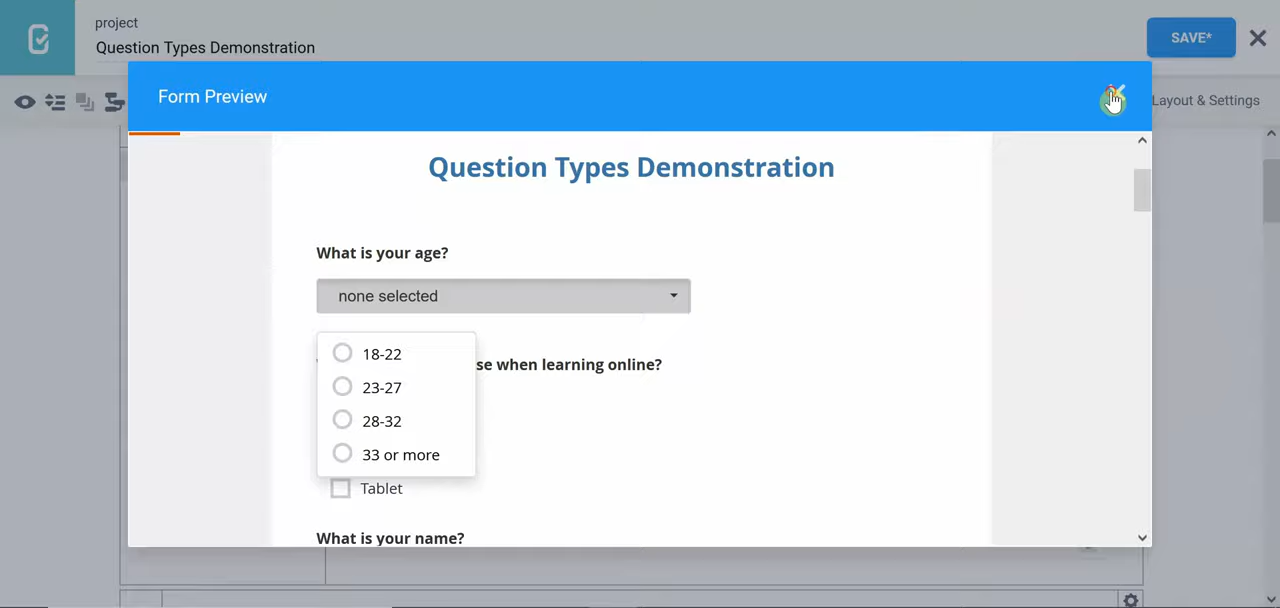 project
Question Types Demonstration
SAVE*
Form Preview
Layout & Settings
Question Types Demonstration
What is your age?
none selected
18-22
se when learning online?
23-27
28-32
33 or more
Tablet
What is your name?